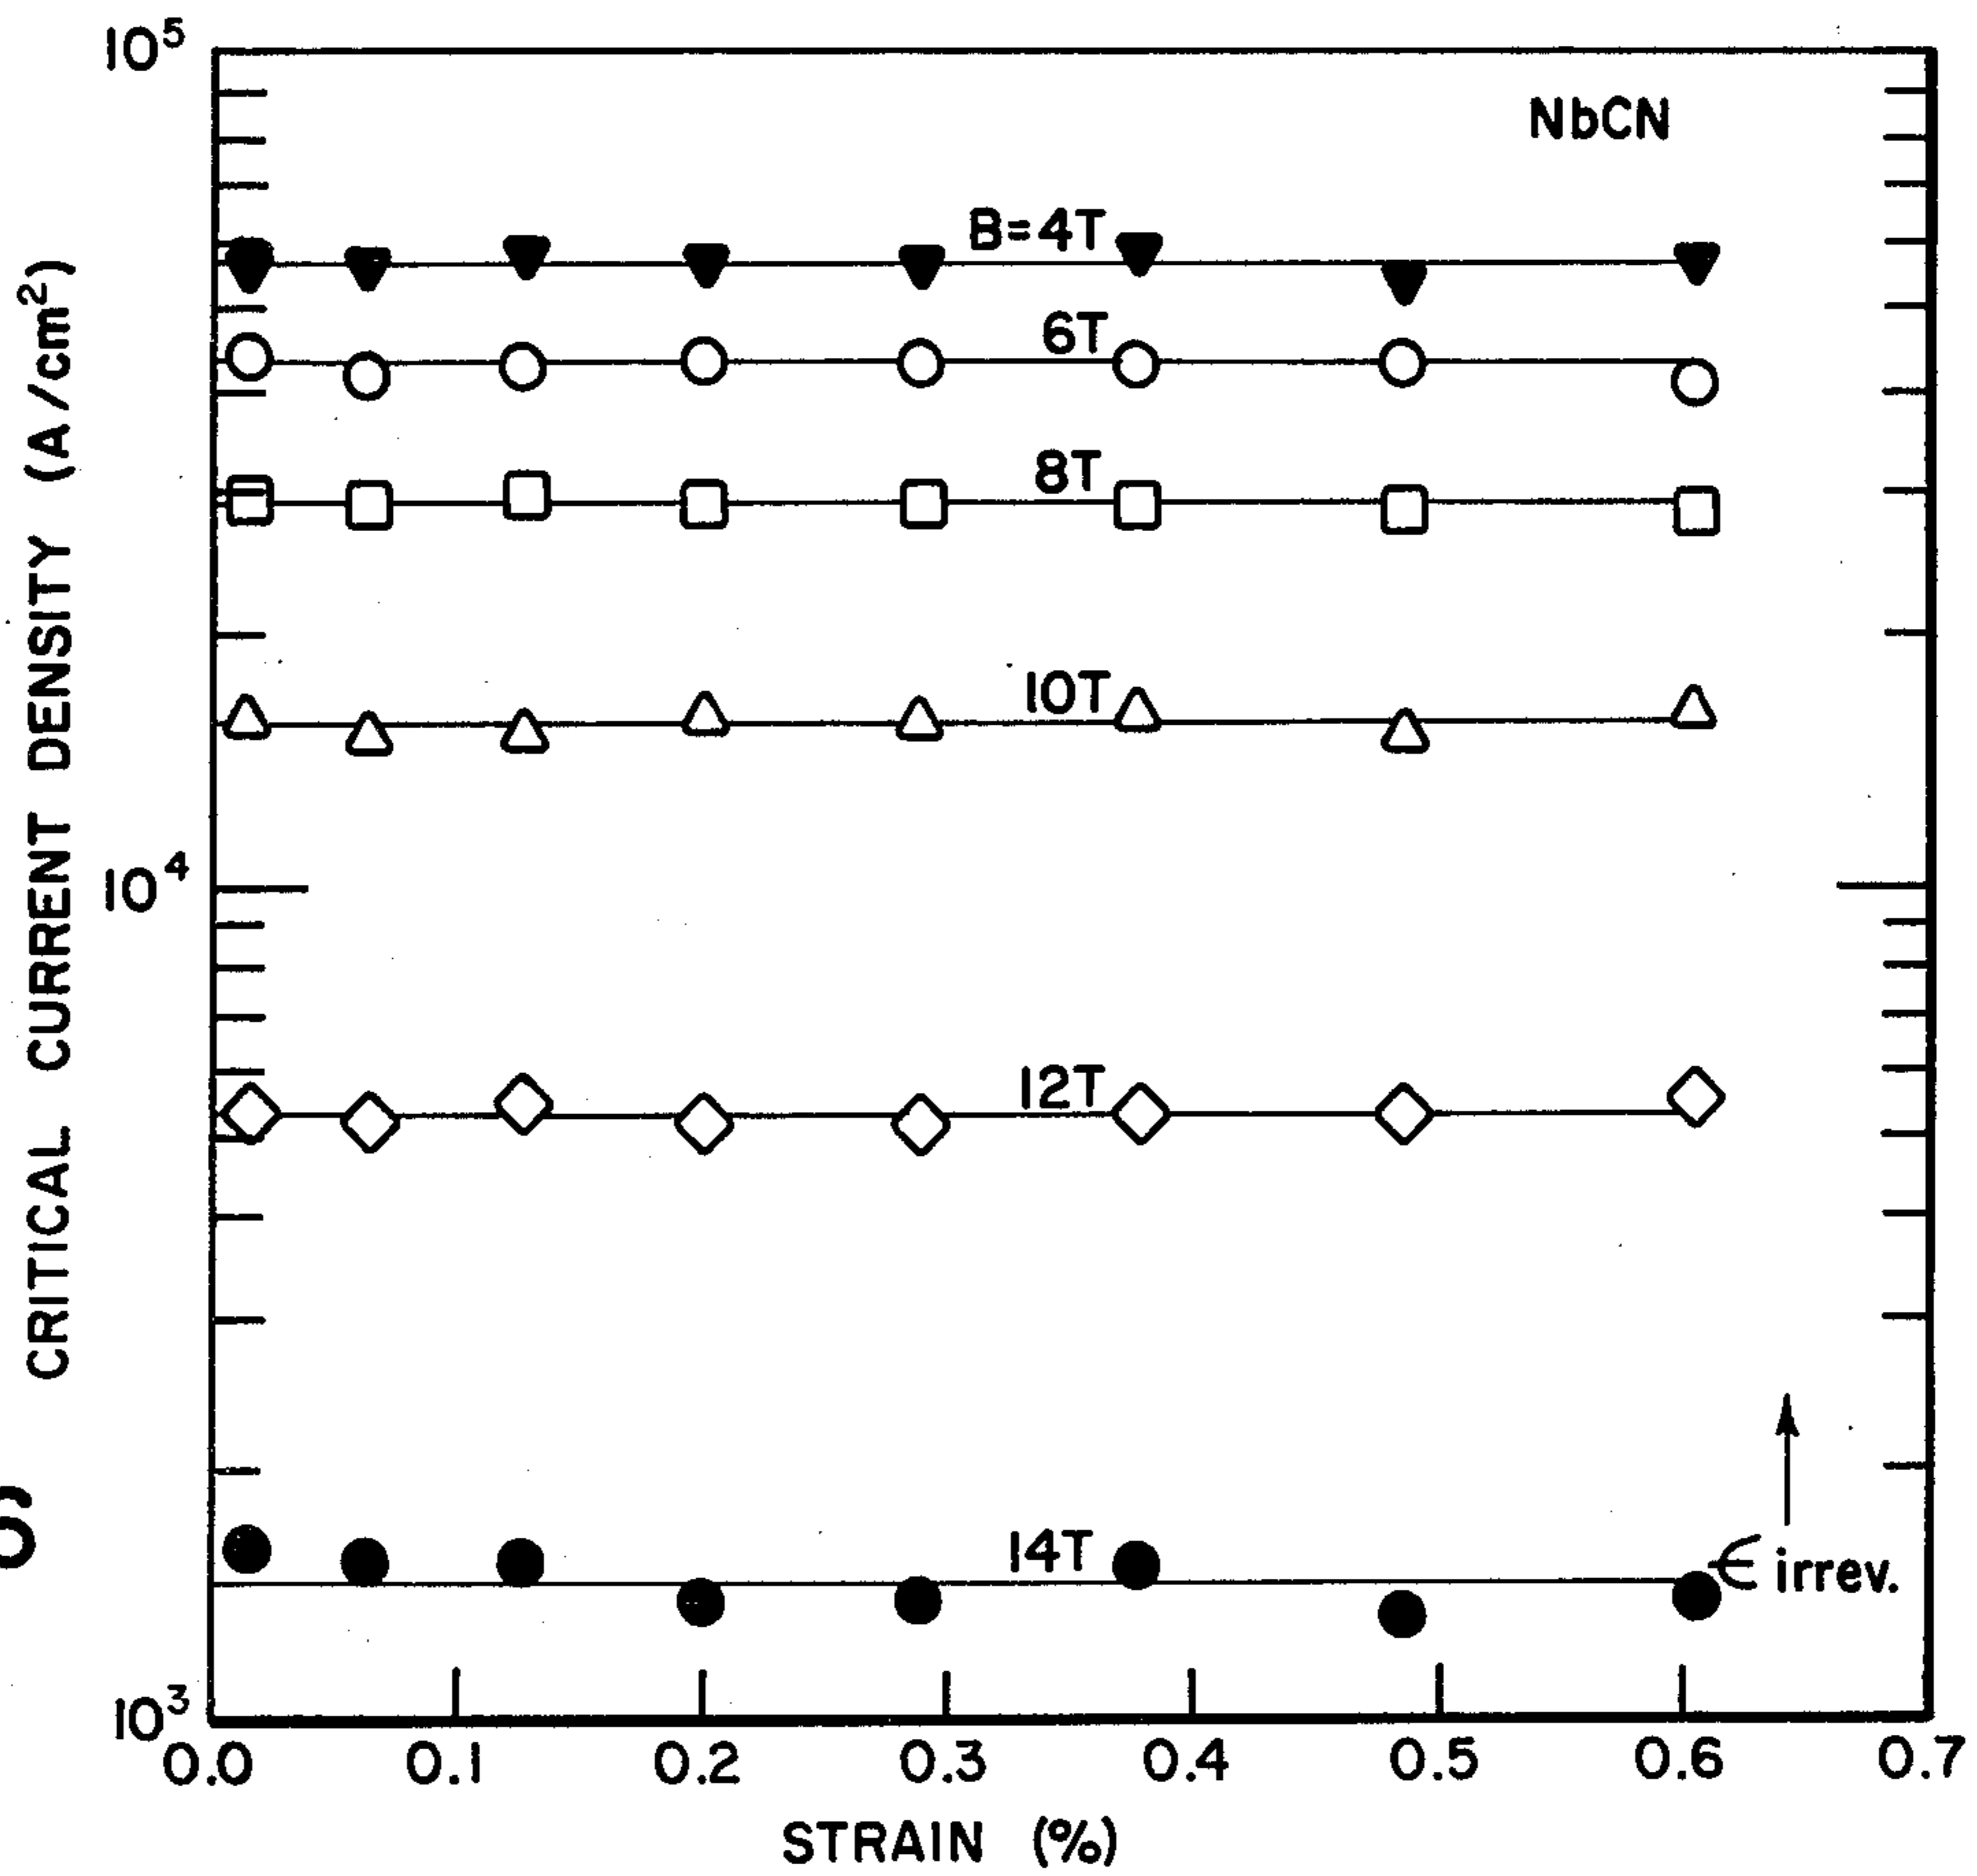 10⁵
NbCN
B=4T
6T
8T
10T
CRITICAL CURRENT DENSITY (A/cm²)
10⁴
12T
14T
ϵ irrev.
10³
0.0 0.1 0.2 0.3 0.4 0.5 0.6 0.7
STRAIN (%)